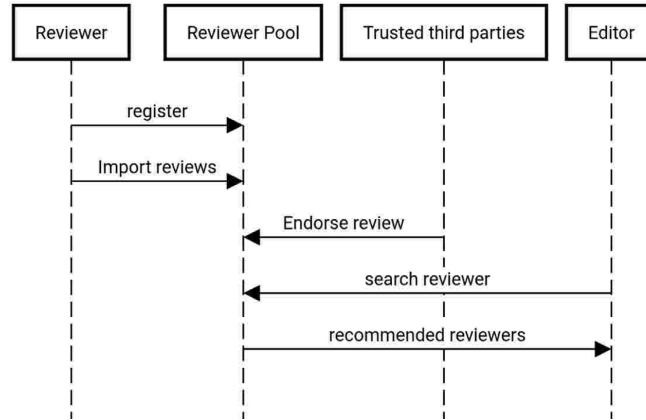 Reviewer
Reviewer Pool
Trusted third parties
Editor
register
Import reviews
Endorse review
search reviewer
recommended reviewers